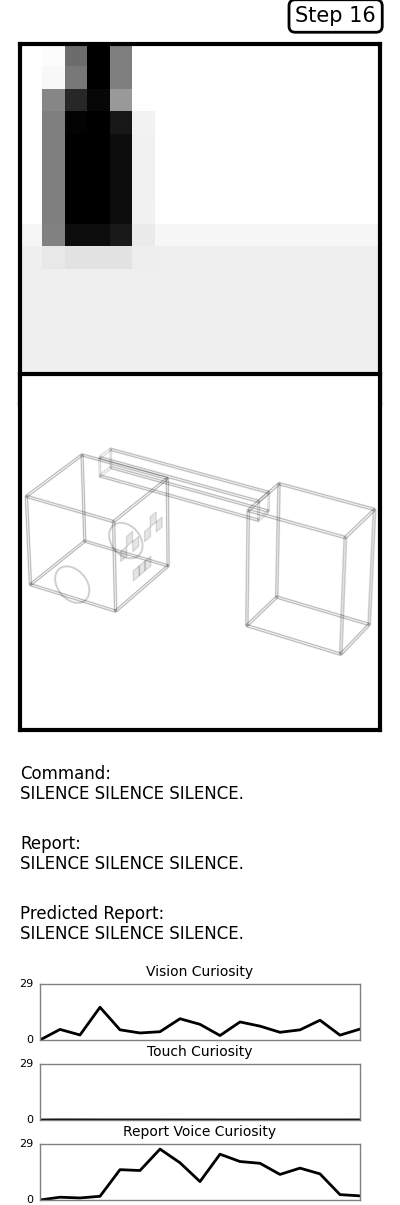 Step 16
Command:
SILENCE SILENCE SILENCE.
Report:
SILENCE SILENCE SILENCE.
Predicted Report:
SILENCE SILENCE SILENCE.
Vision Curiosity
29
0
Touch Curiosity
29
0
Report Voice Curiosity
29
0